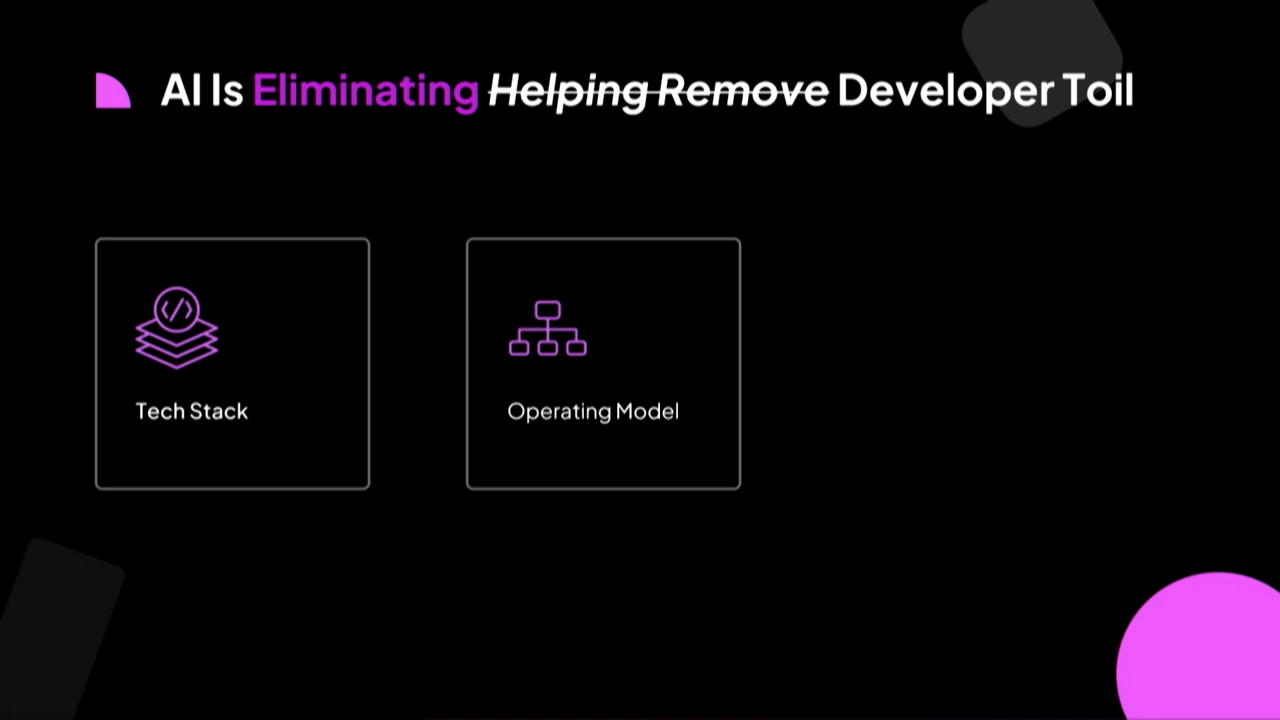 AI Is Eliminating Helping Remove Developer Toil
Tech Stack
Operating Model